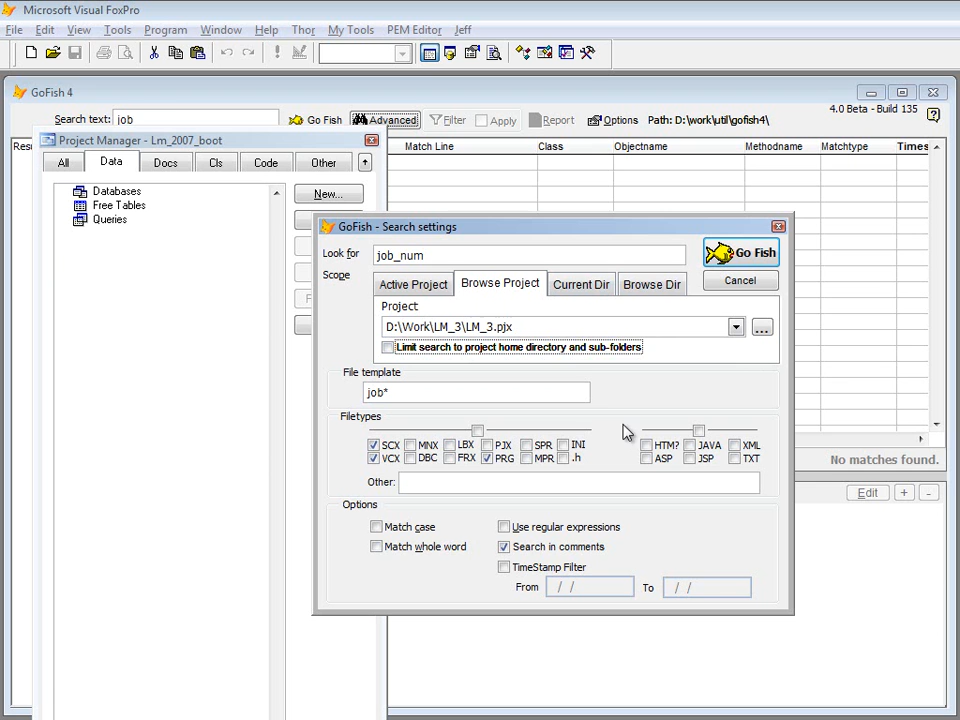 Microsoft Visual FoxPro
File Edit View Tools Program Window Help Thor My Tools PEM Editor Jeff
GoFish 4
4.0 Beta - Build 135
Search text: job Go Fish Advanced Filter Apply Report Options Path: D:\work\util\gofish4\
Project Manager - Lm_2007_boot
Match Line Class Objectname Methodname Matchtype Times
All Data Docs Cls Code Other
Databases
Free Tables
Queries
New...
GoFish - Search settings
Look for job_num Go Fish
Scope Cancel
Active Project Browse Project Current Dir Browse Dir
Project
D:\Work\LM_3\LM_3.pjx ...
Limit search to project home directory and sub-folders
File template
job*
Filetypes
SCX MNX LBX PJX SPR INI HTM? JAVA XML
VCX DBC FRX PRG MPR .h ASP JSP TXT
Other:
Options
Match case Use regular expressions
Match whole word Search in comments
TimeStamp Filter
From / / To / /
No matches found.
Edit + -